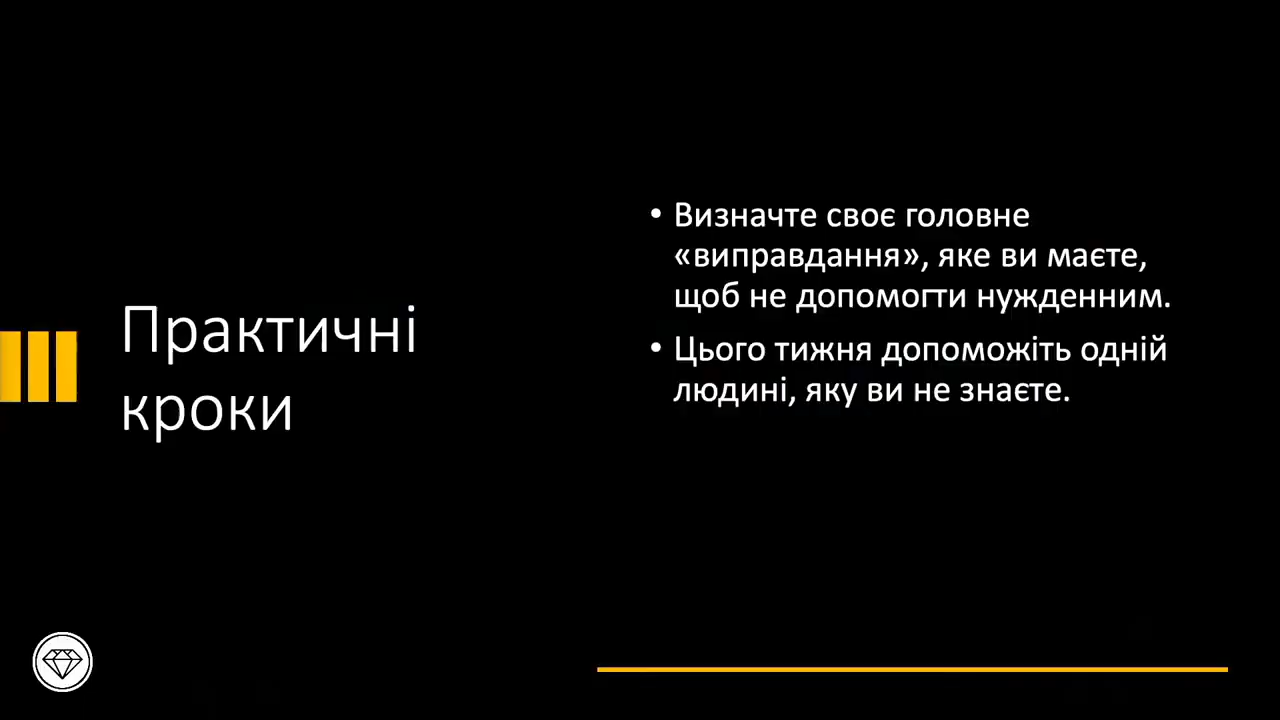 Практичні
кроки
• Визначте своє головне
«виправдання», яке ви маєте,
щоб не допомогти нужденним.
• Цього тижня допоможіть одній
людині, яку ви не знаєте.